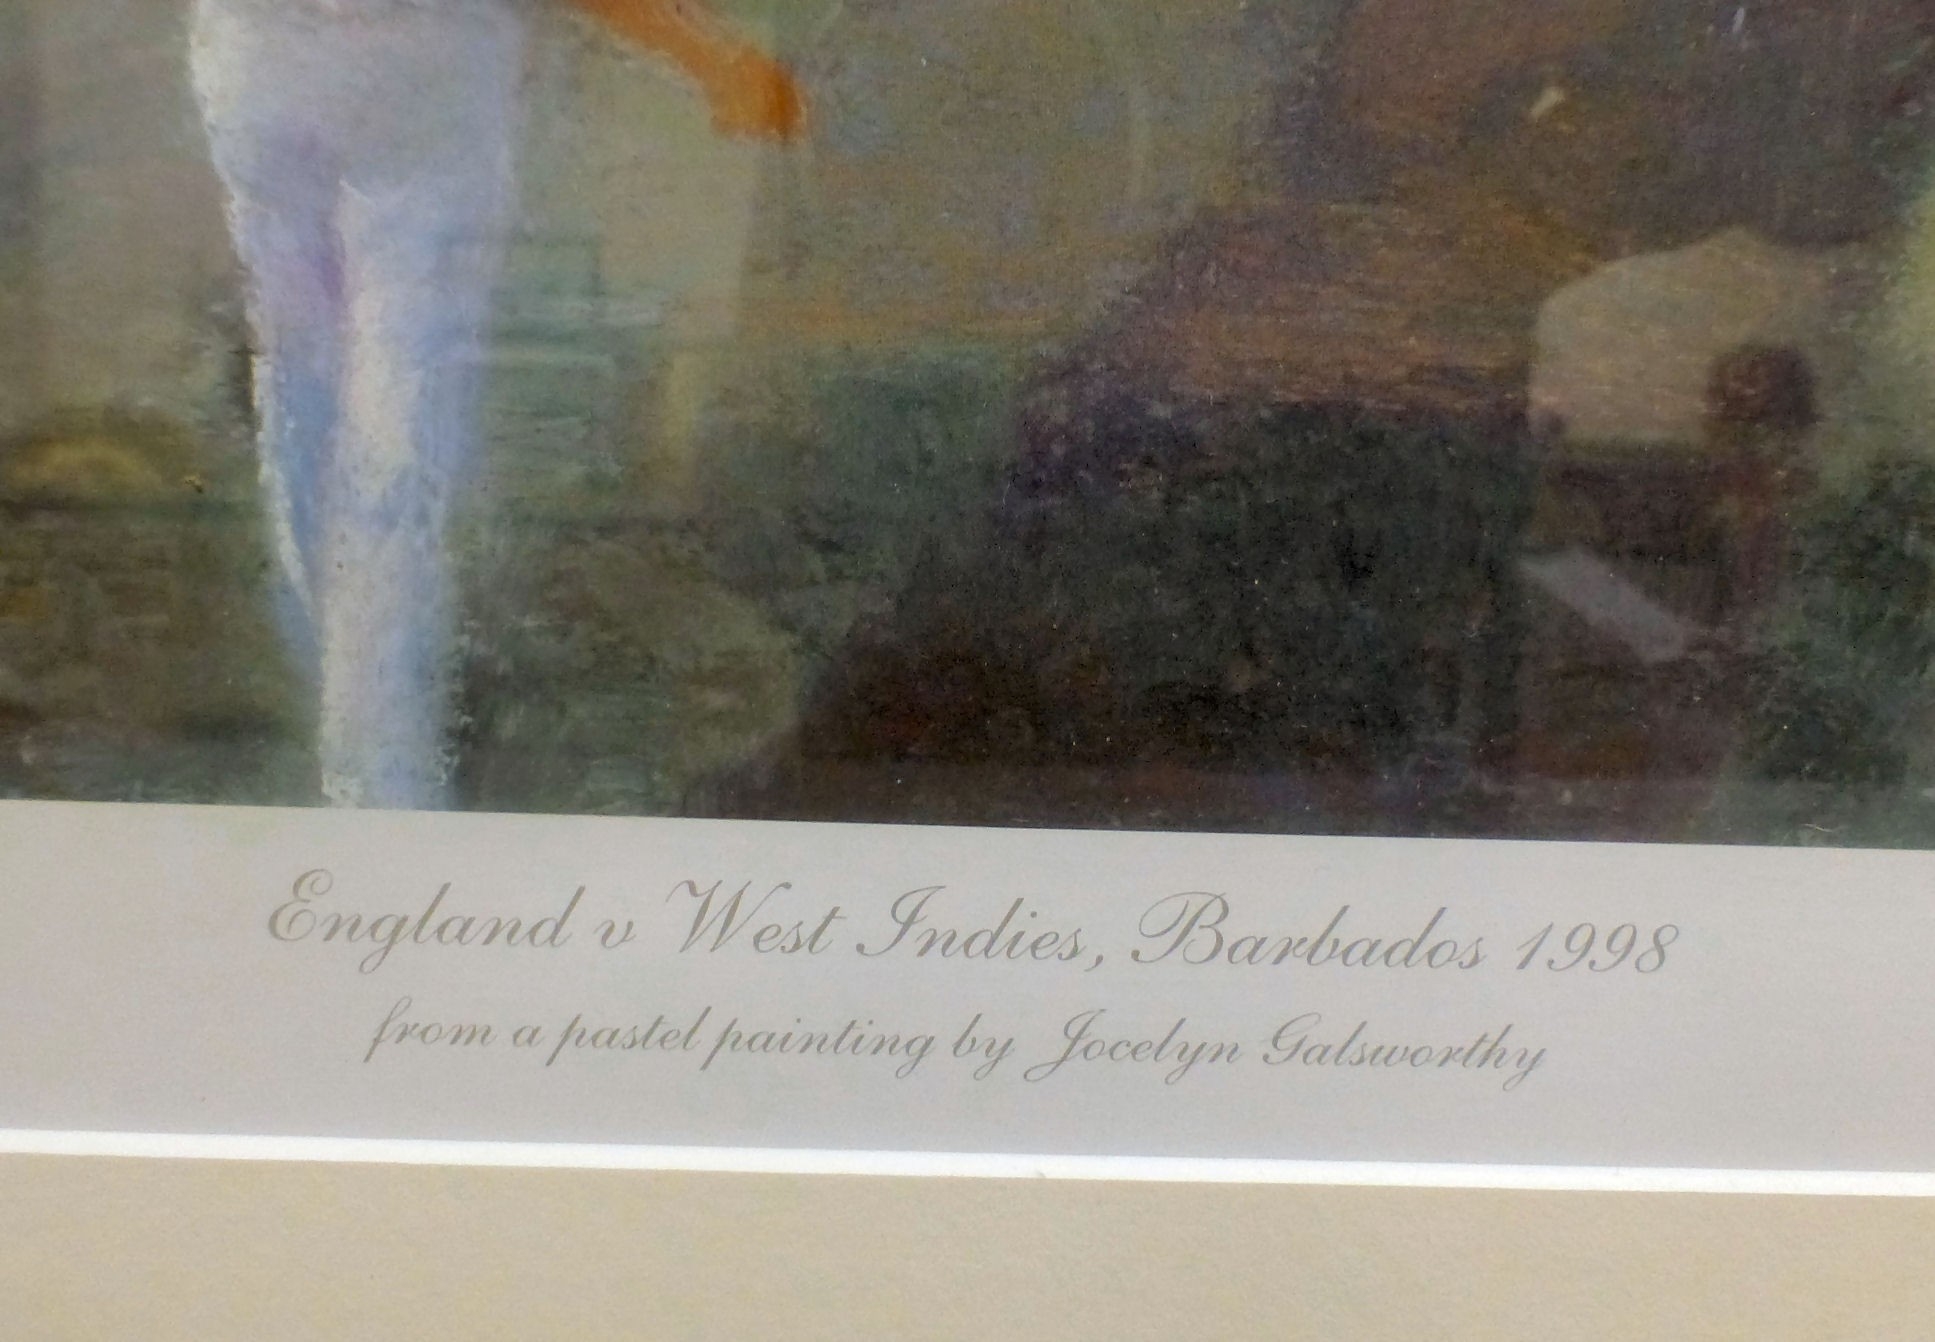 England v West Indies, Barbados 1998
from a pastel painting by Jocelyn Galsworthy